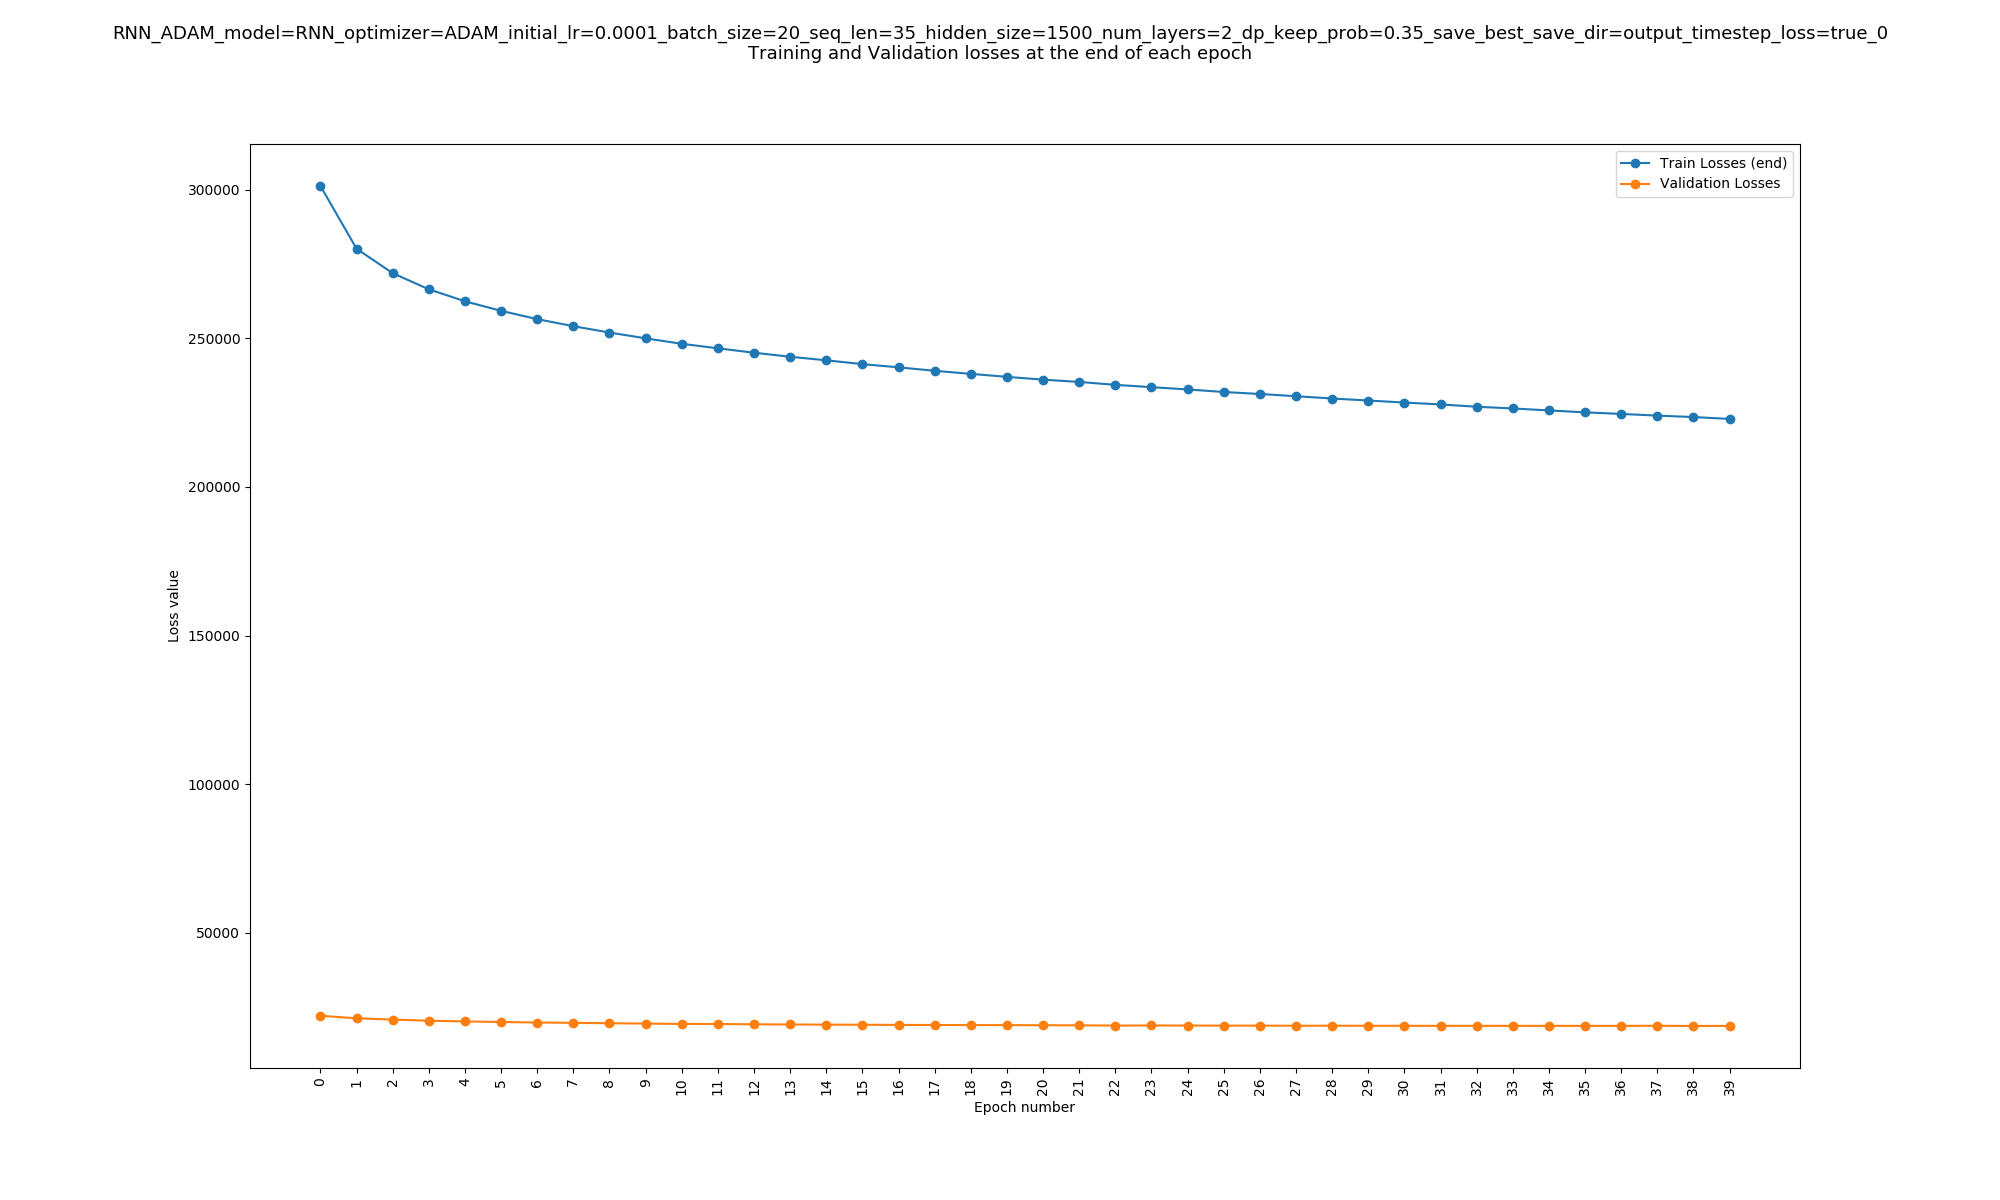 RNN_ADAM_model=RNN_optimizer=ADAM_initial_lr=0.0001_batch_size=20_seq_len=35_hidden_size=1500_num_layers=2_dp_keep_prob=0.35_save_best_save_dir=output_timestep_loss=true_0
Training and Validation losses at the end of each epoch
Train Losses (end)
Validation Losses
300000
250000
200000
150000
100000
50000
Loss value
0 1 2 3 4 5 6 7 8 9 10 11 12 13 14 15 16 17 18 19 20 21 22 23 24 25 26 27 28 29 30 31 32 33 34 35 36 37 38 39
Epoch number